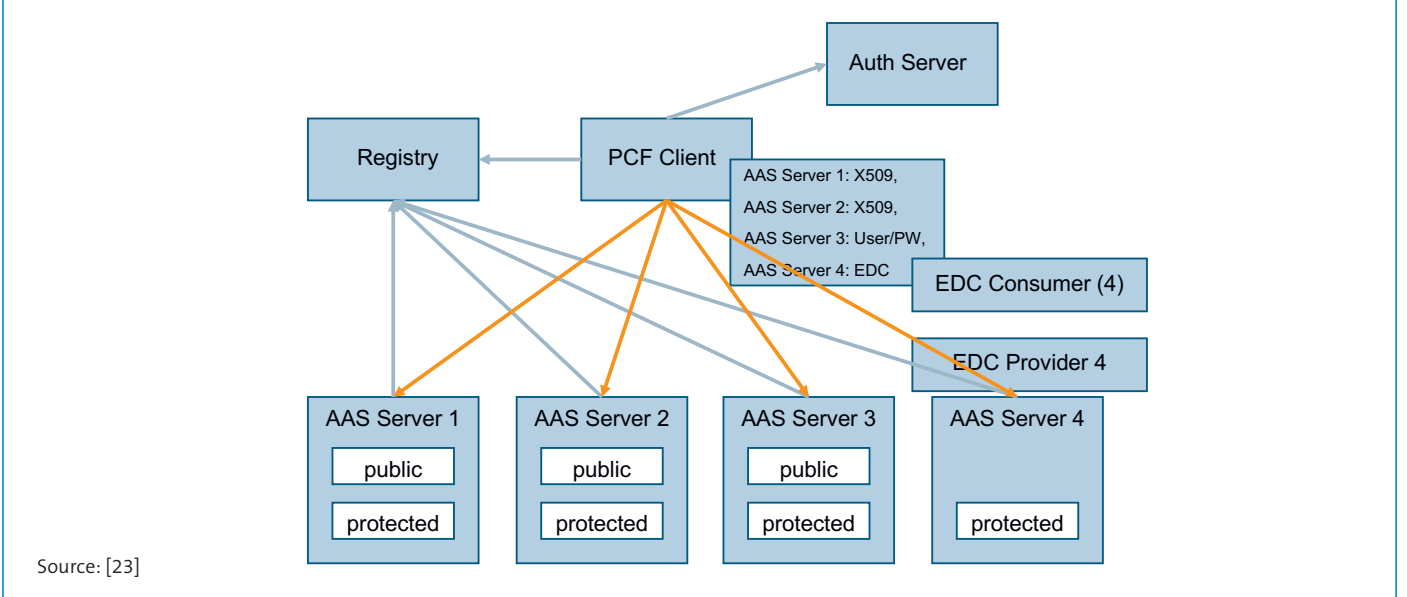 Auth Server
Registry
PCF Client
AAS Server 1: X509,
AAS Server 2: X509,
AAS Server 3: User/PW,
AAS Server 4: EDC
EDC Consumer (4)
EDC Provider 4
AAS Server 1
AAS Server 2
AAS Server 3
AAS Server 4
public
public
public
protected
protected
protected
protected
Source: [23]